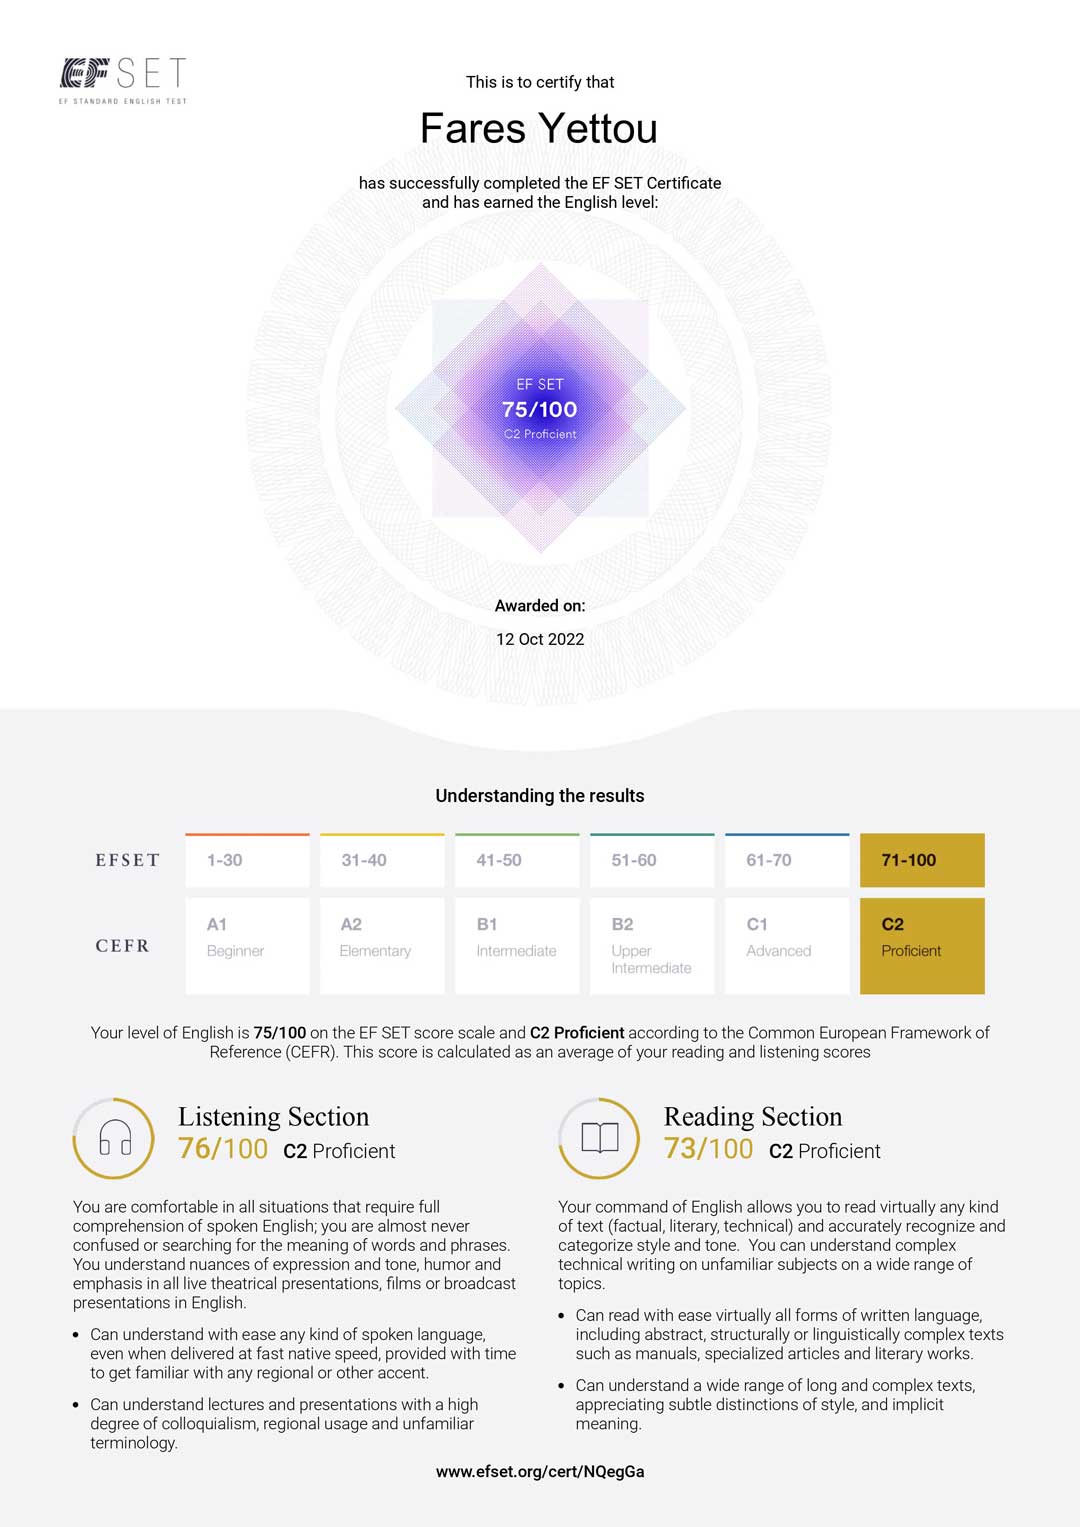 EF SET
EF STANDARD ENGLISH TEST
This is to certify that
Fares Yettou
has successfully completed the EF SET Certificate
and has earned the English level:
EF SET
75/100
C2 Proficient
Awarded on:
12 Oct 2022
Understanding the results
EFSET
1-30
31-40
41-50
51-60
61-70
71-100
CEFR
A1
Beginner
A2
Elementary
B1
Intermediate
B2
Upper
Intermediate
C1
Advanced
C2
Proficient
Your level of English is 75/100 on the EF SET score scale and C2 Proficient according to the Common European Framework of
Reference (CEFR). This score is calculated as an average of your reading and listening scores
Listening Section
76/100 C2 Proficient
You are comfortable in all situations that require full
comprehension of spoken English; you are almost never
confused or searching for the meaning of words and phrases.
You understand nuances of expression and tone, humor and
emphasis in all live theatrical presentations, films or broadcast
presentations in English.
• Can understand with ease any kind of spoken language,
even when delivered at fast native speed, provided with time
to get familiar with any regional or other accent.
• Can understand lectures and presentations with a high
degree of colloquialism, regional usage and unfamiliar
terminology.
Reading Section
73/100 C2 Proficient
Your command of English allows you to read virtually any kind
of text (factual, literary, technical) and accurately recognize and
categorize style and tone. You can understand complex
technical writing on unfamiliar subjects on a wide range of
topics.
• Can read with ease virtually all forms of written language,
including abstract, structurally or linguistically complex texts
such as manuals, specialized articles and literary works.
• Can understand a wide range of long and complex texts,
appreciating subtle distinctions of style, and implicit
meaning.
www.efset.org/cert/NQegGa